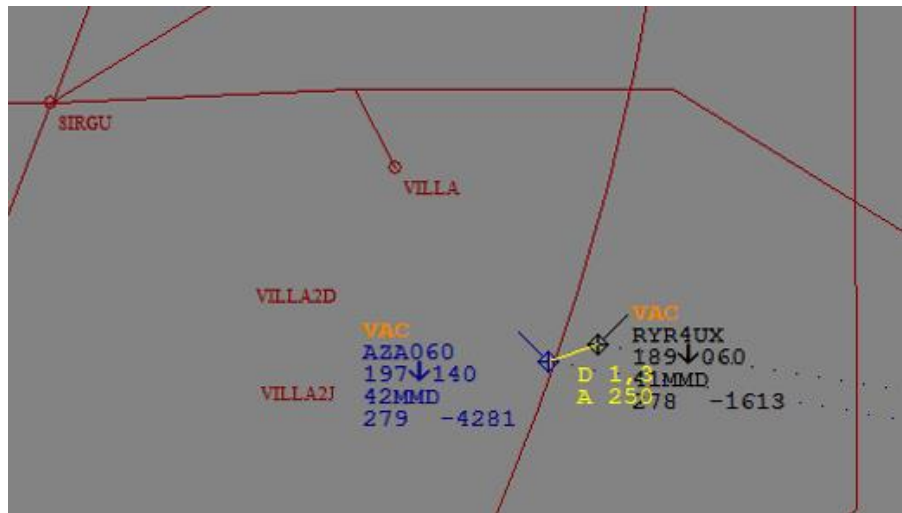 SIRGU
VILLA
VILLA2D
VAC
AZA060
197↓140
42MMD
279 -4281
VILLA2J
VAC
RYR4UX
189↓060
41MMD
278 -1613
D 1,3
A 250